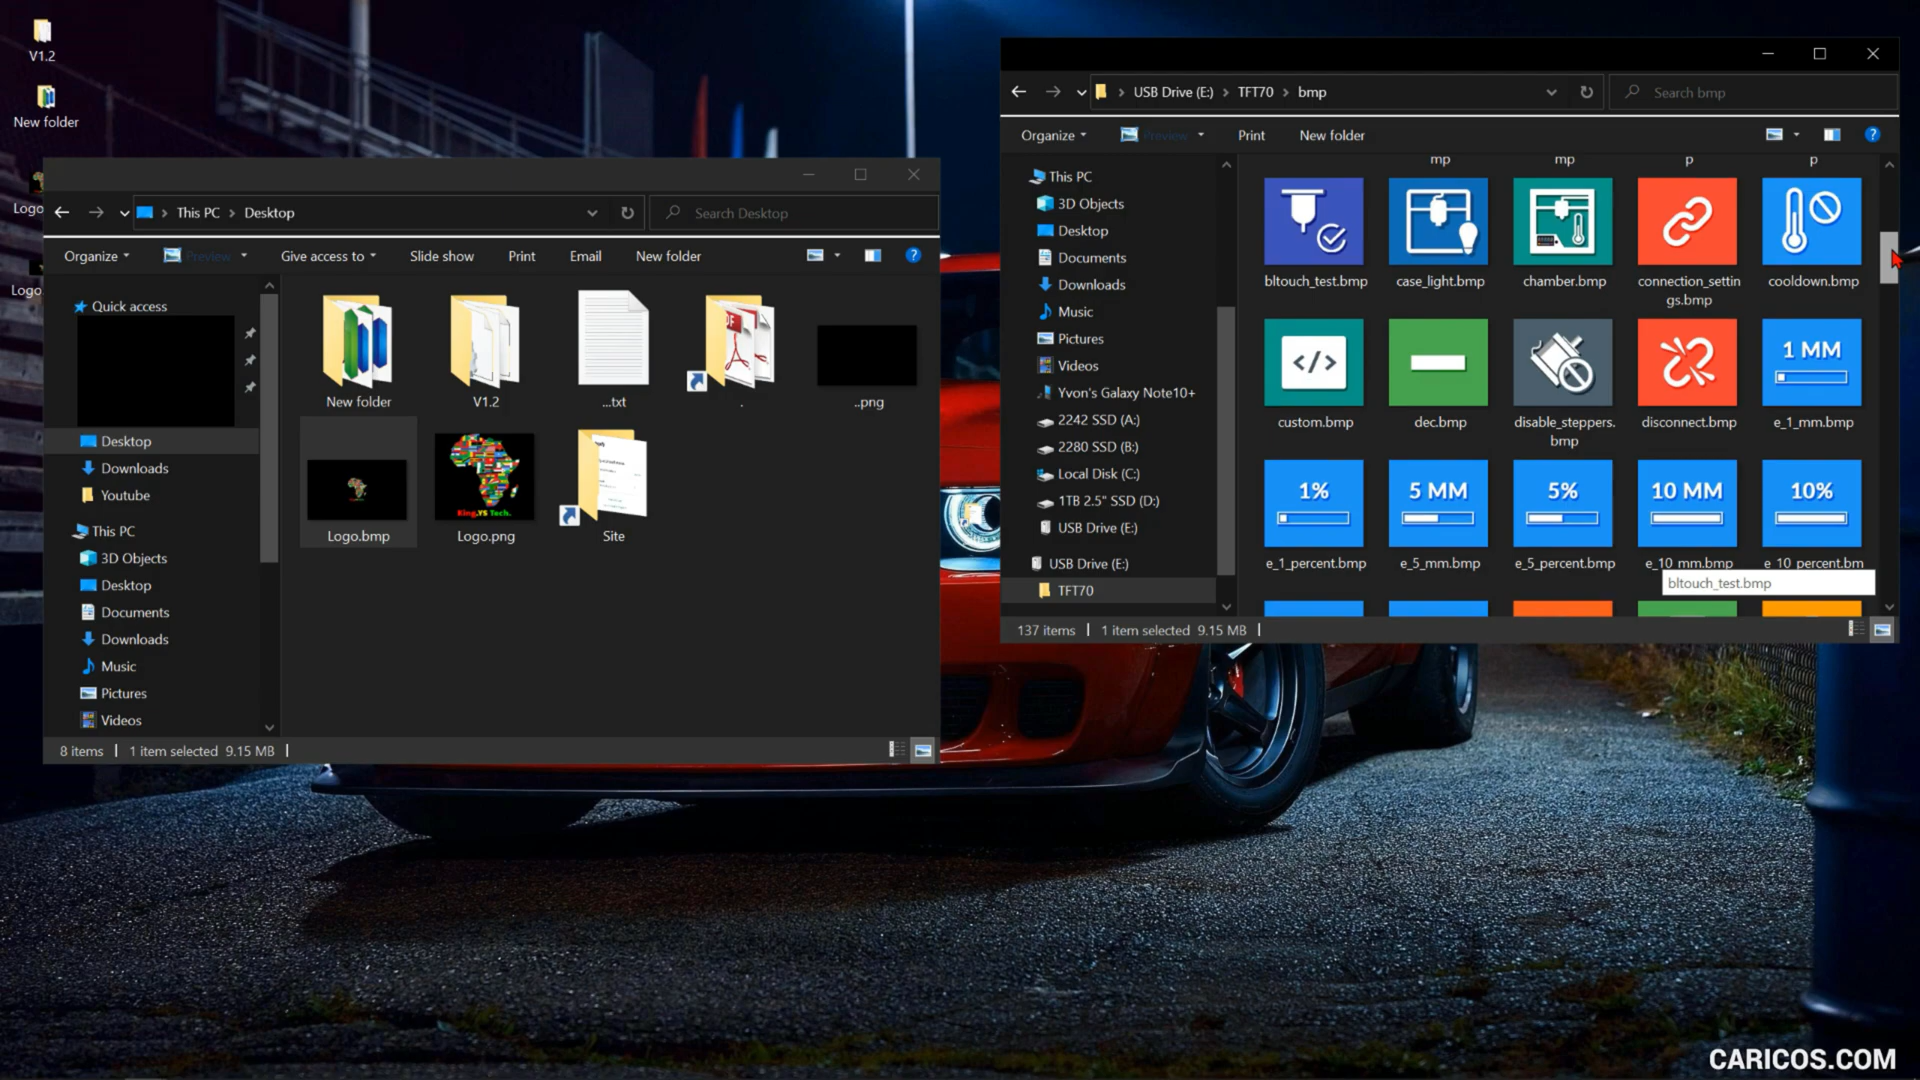 V1.2
New folder
Logo
Logo
This PC
Desktop
Search Desktop
Organize
Preview
Give access to
Slide show
Print
Email
New folder
Quick access
Desktop
Downloads
Youtube
This PC
3D Objects
Desktop
Documents
Downloads
Music
Pictures
Videos
New folder
V1.2
...txt
.
..png
Logo.bmp
King.YS Tech.
Logo.png
Site
8 items
1 item selected 9.15 MB
USB Drive (E:)
TFT70
bmp
Search bmp
Organize
Preview
Print
New folder
This PC
3D Objects
Desktop
Documents
Downloads
Music
Pictures
Videos
Yvon's Galaxy Note10+
2242 SSD (A:)
2280 SSD (B:)
Local Disk (C:)
1TB 2.5" SSD (D:)
USB Drive (E:)
USB Drive (E:)
TFT70
mp
mp
p
p
bltouch_test.bmp
case_light.bmp
chamber.bmp
connection_settin
gs.bmp
cooldown.bmp
</>
1 MM
custom.bmp
dec.bmp
disable_steppers.
bmp
disconnect.bmp
e_1_mm.bmp
1%
5 MM
5%
10 MM
10%
e_1_percent.bmp
e_5_mm.bmp
e_5_percent.bmp
e_10_mm.bmp
e_10_percent.bm
bltouch_test.bmp
137 items
1 item selected 9.15 MB
CARICOS.COM